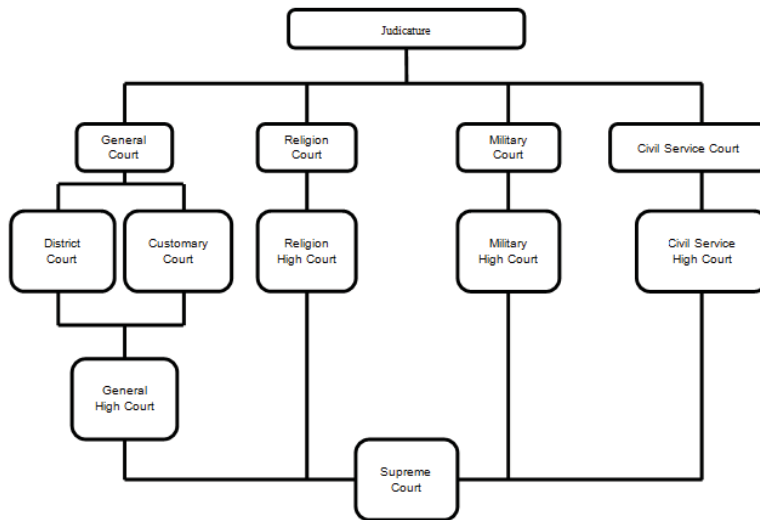 Judicature
General
Court
Religion
Court
Military
Court
Civil Service Court
District
Court
Customary
Court
Religion
High Court
Military
High Court
Civil Service
High Court
General
High Court
Supreme
Court